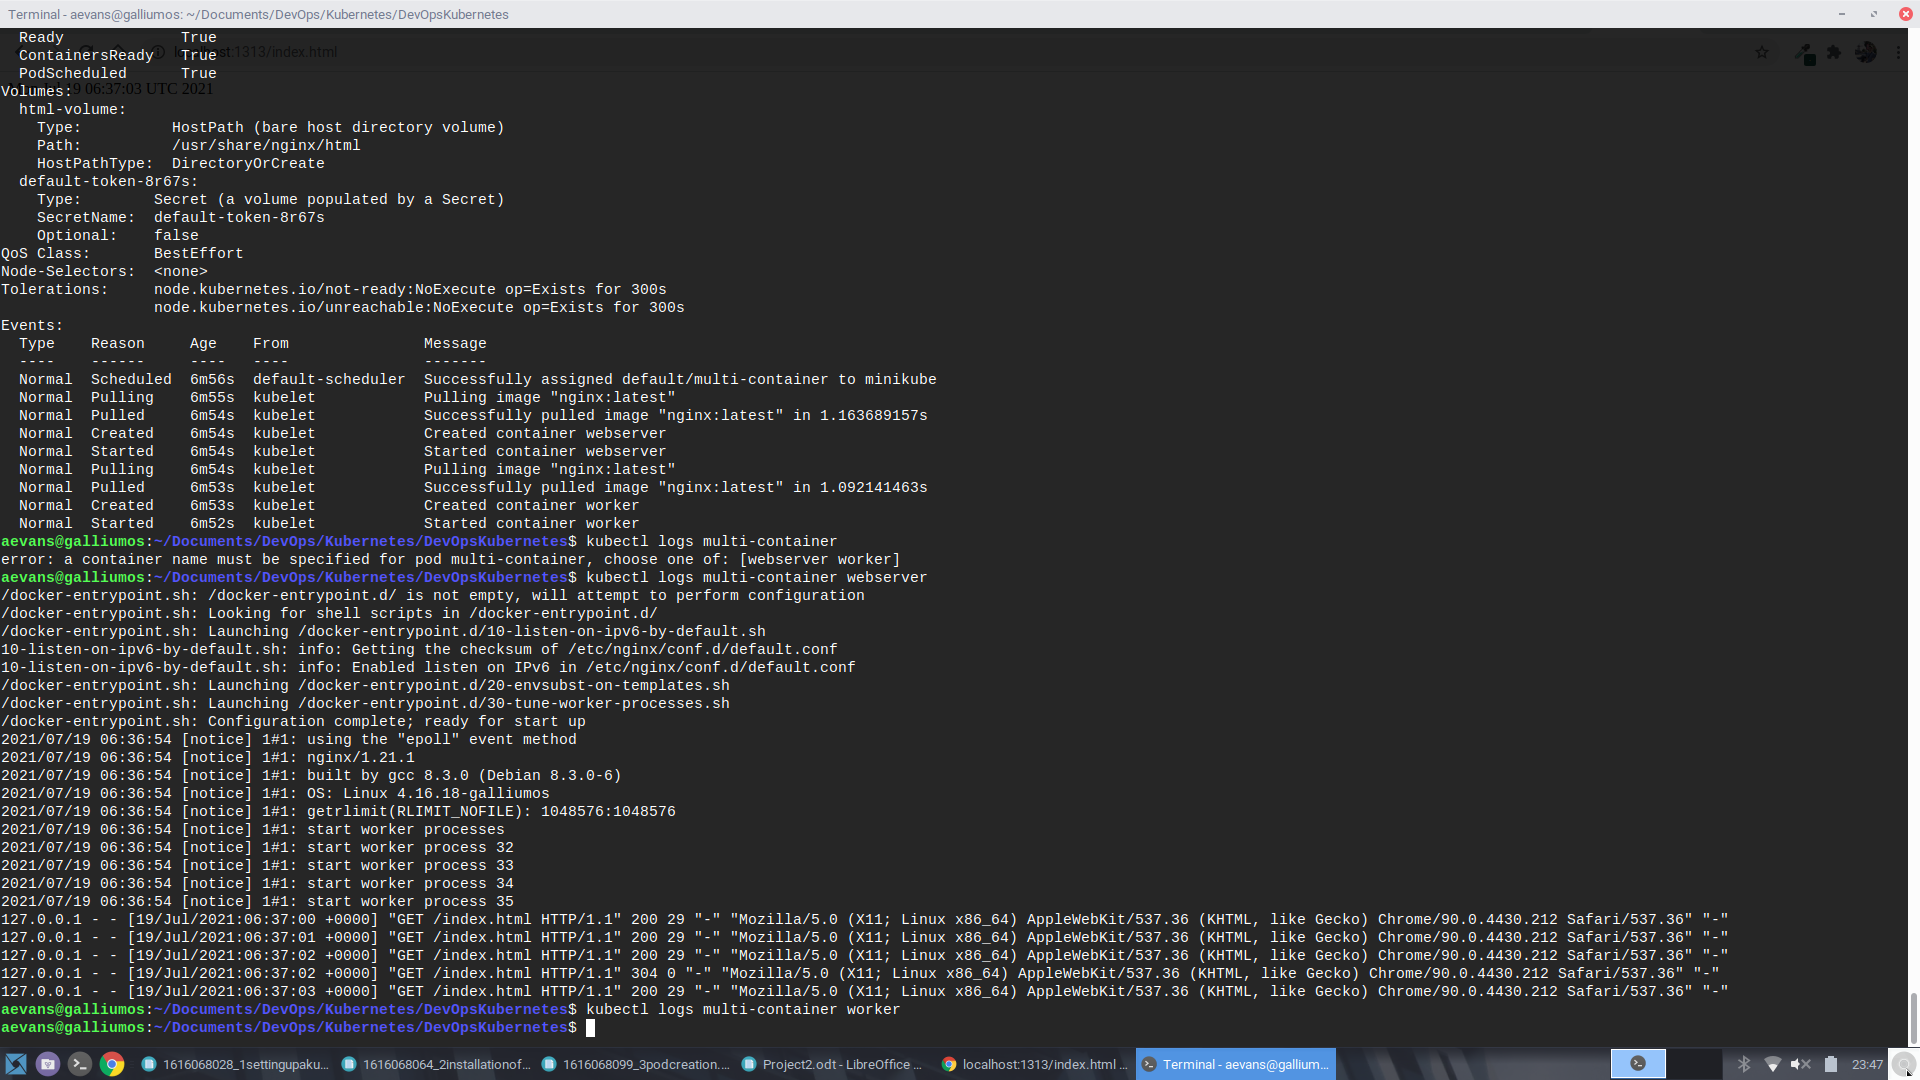 Terminal - aevans@galliumos: ~/Documents/DevOps/Kubernetes/DevOpsKubernetes
Ready True
:1313/index.html
ContainersReady True
PodScheduled True
06:37:03 UTC 2021
Volumes:
html-volume:
Type: HostPath (bare host directory volume)
Path: /usr/share/nginx/html
HostPathType: DirectoryOrCreate
default-token-8r67s:
Type: Secret (a volume populated by a Secret)
SecretName: default-token-8r67s
Optional: false
QoS Class: BestEffort
Node-Selectors: <none>
Tolerations: node.kubernetes.io/not-ready:NoExecute op=Exists for 300s
node.kubernetes.io/unreachable:NoExecute op=Exists for 300s
Events:
Type Reason Age From Message
---- ------ ---- ---- -------
Normal Scheduled 6m56s default-scheduler Successfully assigned default/multi-container to minikube
Normal Pulling 6m55s kubelet Pulling image "nginx:latest"
Normal Pulled 6m54s kubelet Successfully pulled image "nginx:latest" in 1.163689157s
Normal Created 6m54s kubelet Created container webserver
Normal Started 6m54s kubelet Started container webserver
Normal Pulling 6m54s kubelet Pulling image "nginx:latest"
Normal Pulled 6m53s kubelet Successfully pulled image "nginx:latest" in 1.092141463s
Normal Created 6m53s kubelet Created container worker
Normal Started 6m52s kubelet Started container worker
aevans@galliumos:~/Documents/DevOps/Kubernetes/DevOpsKubernetes$ kubectl logs multi-container
error: a container name must be specified for pod multi-container, choose one of: [webserver worker]
aevans@galliumos:~/Documents/DevOps/Kubernetes/DevOpsKubernetes$ kubectl logs multi-container webserver
/docker-entrypoint.sh: /docker-entrypoint.d/ is not empty, will attempt to perform configuration
/docker-entrypoint.sh: Looking for shell scripts in /docker-entrypoint.d/
/docker-entrypoint.sh: Launching /docker-entrypoint.d/10-listen-on-ipv6-by-default.sh
10-listen-on-ipv6-by-default.sh: info: Getting the checksum of /etc/nginx/conf.d/default.conf
10-listen-on-ipv6-by-default.sh: info: Enabled listen on IPv6 in /etc/nginx/conf.d/default.conf
/docker-entrypoint.sh: Launching /docker-entrypoint.d/20-envsubst-on-templates.sh
/docker-entrypoint.sh: Launching /docker-entrypoint.d/30-tune-worker-processes.sh
/docker-entrypoint.sh: Configuration complete; ready for start up
2021/07/19 06:36:54 [notice] 1#1: using the "epoll" event method
2021/07/19 06:36:54 [notice] 1#1: nginx/1.21.1
2021/07/19 06:36:54 [notice] 1#1: built by gcc 8.3.0 (Debian 8.3.0-6)
2021/07/19 06:36:54 [notice] 1#1: OS: Linux 4.16.18-galliumos
2021/07/19 06:36:54 [notice] 1#1: getrlimit(RLIMIT_NOFILE): 1048576:1048576
2021/07/19 06:36:54 [notice] 1#1: start worker processes
2021/07/19 06:36:54 [notice] 1#1: start worker process 32
2021/07/19 06:36:54 [notice] 1#1: start worker process 33
2021/07/19 06:36:54 [notice] 1#1: start worker process 34
2021/07/19 06:36:54 [notice] 1#1: start worker process 35
127.0.0.1 - - [19/Jul/2021:06:37:00 +0000] "GET /index.html HTTP/1.1" 200 29 "-" "Mozilla/5.0 (X11; Linux x86_64) AppleWebKit/537.36 (KHTML, like Gecko) Chrome/90.0.4430.212 Safari/537.36" "-"
127.0.0.1 - - [19/Jul/2021:06:37:01 +0000] "GET /index.html HTTP/1.1" 200 29 "-" "Mozilla/5.0 (X11; Linux x86_64) AppleWebKit/537.36 (KHTML, like Gecko) Chrome/90.0.4430.212 Safari/537.36" "-"
127.0.0.1 - - [19/Jul/2021:06:37:02 +0000] "GET /index.html HTTP/1.1" 200 29 "-" "Mozilla/5.0 (X11; Linux x86_64) AppleWebKit/537.36 (KHTML, like Gecko) Chrome/90.0.4430.212 Safari/537.36" "-"
127.0.0.1 - - [19/Jul/2021:06:37:02 +0000] "GET /index.html HTTP/1.1" 304 0 "-" "Mozilla/5.0 (X11; Linux x86_64) AppleWebKit/537.36 (KHTML, like Gecko) Chrome/90.0.4430.212 Safari/537.36" "-"
127.0.0.1 - - [19/Jul/2021:06:37:03 +0000] "GET /index.html HTTP/1.1" 200 29 "-" "Mozilla/5.0 (X11; Linux x86_64) AppleWebKit/537.36 (KHTML, like Gecko) Chrome/90.0.4430.212 Safari/537.36" "-"
aevans@galliumos:~/Documents/DevOps/Kubernetes/DevOpsKubernetes$ kubectl logs multi-container worker
aevans@galliumos:~/Documents/DevOps/Kubernetes/DevOpsKubernetes$
1616068028_1settingupaku... 1616068064_2installationof... 1616068099_3podcreation.... Project2.odt - LibreOffice ... localhost:1313/index.html ... Terminal - aevans@gallium... 23:47